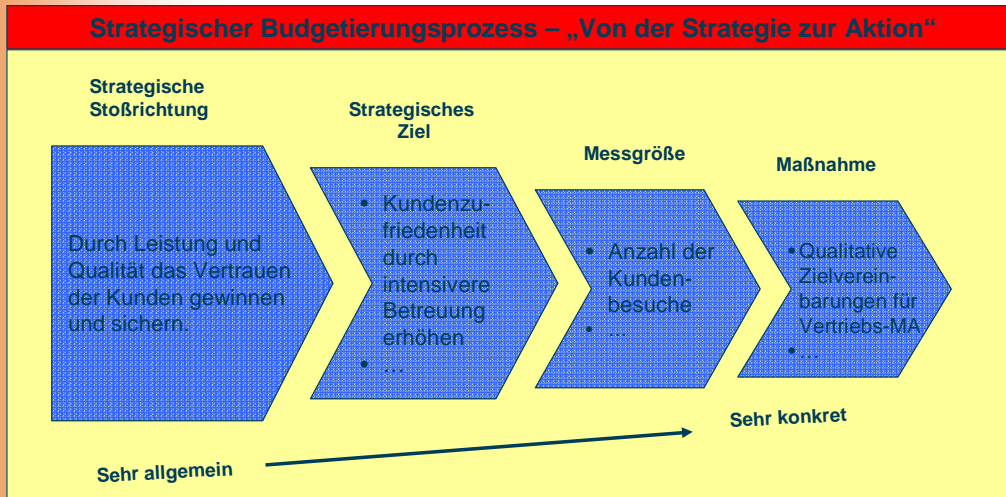 Strategischer Budgetierungsprozess – „Von der Strategie zur Aktion“
Strategische
Stoßrichtung
Durch Leistung und
Qualität das Vertrauen
der Kunden gewinnen
und sichern.
Strategisches
Ziel
• Kundenzu-
friedenheit
durch
intensivere
Betreuung
erhöhen
• …
Messgröße
• Anzahl der
Kunden-
besuche
• …
Maßnahme
• Qualitative
Zielverein-
barungen für
Vertriebs-MA
• …
Sehr allgemein
Sehr konkret